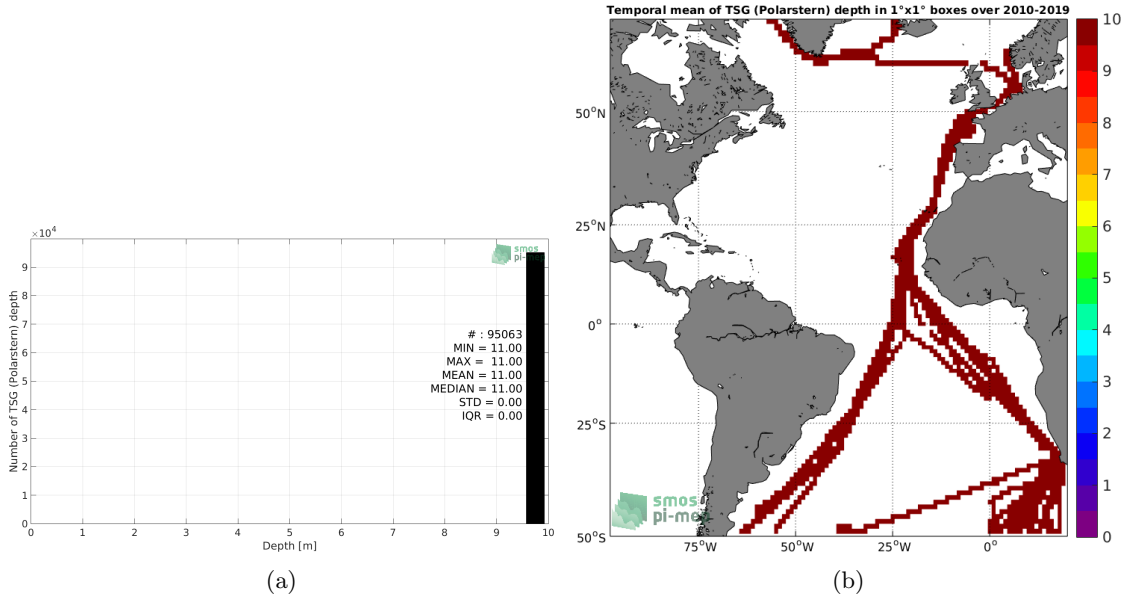 Temporal mean of TSG (Polarstern) depth in 1°x1° boxes over 2010-2019
×10⁴
9
8
7
6
5
4
3
2
1
0
Number of TSG (Polarstern) depth
smos
pi-mep
# : 95063
MIN = 11.00
MAX = 11.00
MEAN = 11.00
MEDIAN = 11.00
STD = 0.00
IQR = 0.00
0 1 2 3 4 5 6 7 8 9 10
Depth [m]
(a)
50°N
25°N
0°
25°S
50°S
75°W 50°W 25°W 0°
smos
pi-mep
10
9
8
7
6
5
4
3
2
1
0
(b)